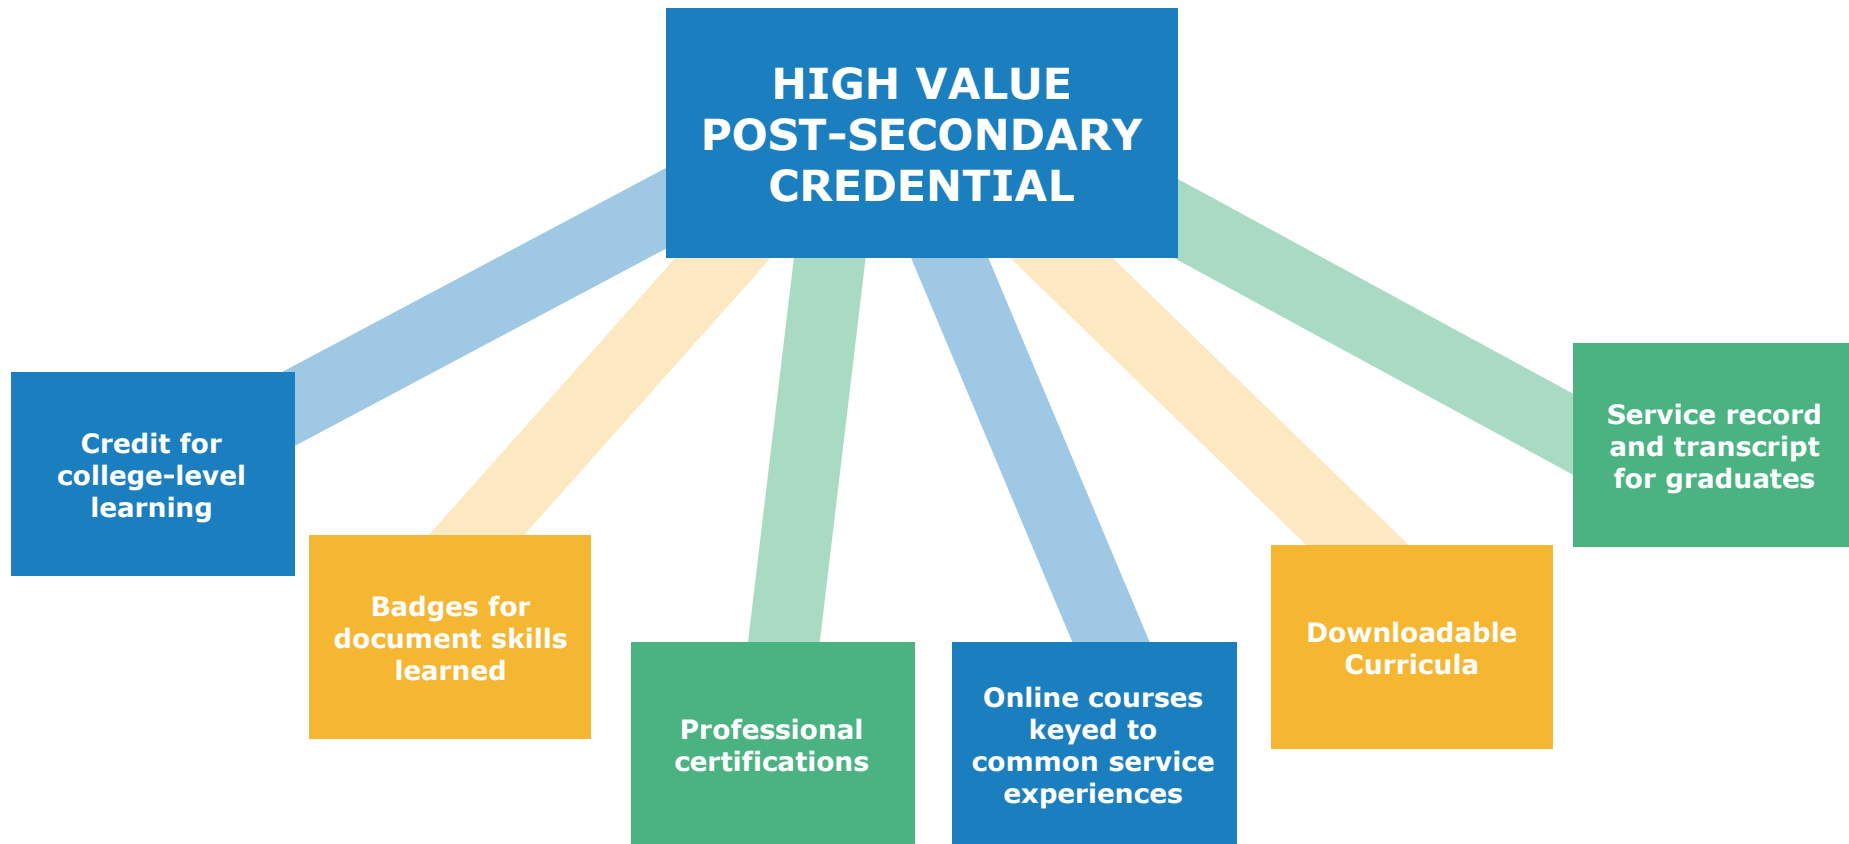 HIGH VALUE
POST-SECONDARY
CREDENTIAL
Credit for
college-level
learning
Badges for
document skills
learned
Professional
certifications
Online courses
keyed to
common service
experiences
Downloadable
Curricula
Service record
and transcript
for graduates